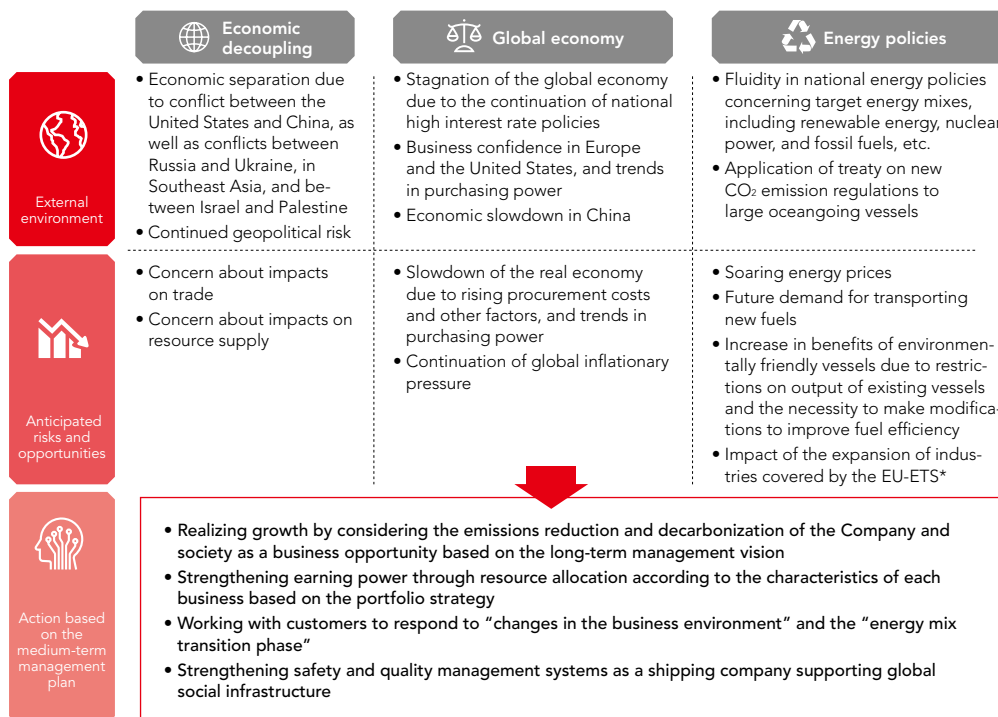 Economic
decoupling
Global economy
Energy policies
External
environment
• Economic separation due
to conflict between the
United States and China, as
well as conflicts between
Russia and Ukraine, in
Southeast Asia, and be-
tween Israel and Palestine
• Continued geopolitical risk
• Stagnation of the global economy
due to the continuation of national
high interest rate policies
• Business confidence in Europe
and the United States, and trends
in purchasing power
• Economic slowdown in China
• Fluidity in national energy policies
concerning target energy mixes,
including renewable energy, nuclear
power, and fossil fuels, etc.
• Application of treaty on new
CO₂ emission regulations to
large oceangoing vessels
Anticipated
risks and
opportunities
• Concern about impacts
on trade
• Concern about impacts on
resource supply
• Slowdown of the real economy
due to rising procurement costs
and other factors, and trends in
purchasing power
• Continuation of global inflationary
pressure
• Soaring energy prices
• Future demand for transporting
new fuels
• Increase in benefits of environmen-
tally friendly vessels due to restric-
tions on output of existing vessels
and the necessity to make modifica-
tions to improve fuel efficiency
• Impact of the expansion of indus-
tries covered by the EU-ETS*
Action based
on the
medium-term
management
plan
• Realizing growth by considering the emissions reduction and decarbonization of the Company and
society as a business opportunity based on the long-term management vision
• Strengthening earning power through resource allocation according to the characteristics of each
business based on the portfolio strategy
• Working with customers to respond to “changes in the business environment” and the “energy mix
transition phase”
• Strengthening safety and quality management systems as a shipping company supporting global
social infrastructure